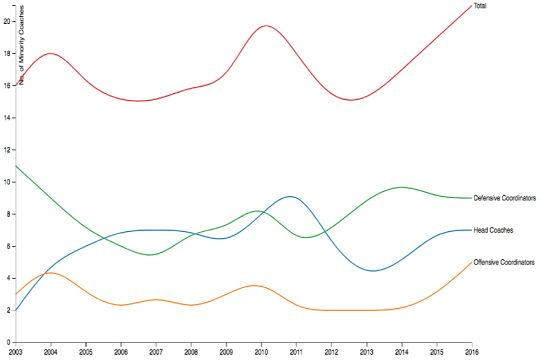 No. of Minority Coaches
20
18
16
14
12
10
8
6
4
2
0
Total
Defensive Coordinators
Head Coaches
Offensive Coordinators
2003 2004 2005 2006 2007 2008 2009 2010 2011 2012 2013 2014 2015 2016